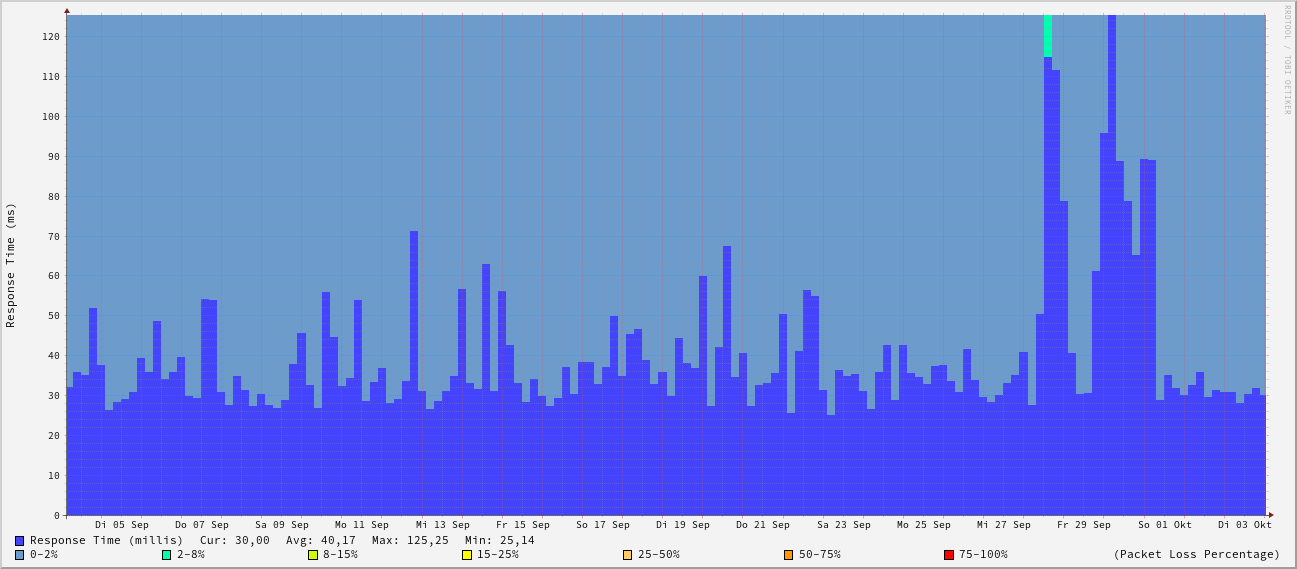 RRDTOOL / TOBI OETIKER
Response Time (ms)
120
110
100
90
80
70
60
50
40
30
20
10
0
Di 05 Sep Do 07 Sep Sa 09 Sep Mo 11 Sep Mi 13 Sep Fr 15 Sep So 17 Sep Di 19 Sep Do 21 Sep Sa 23 Sep Mo 25 Sep Mi 27 Sep Fr 29 Sep So 01 Okt Di 03 Okt
Response Time (millis) Cur: 30,00 Avg: 40,17 Max: 125,25 Min: 25,14
0-2% 2-8% 8-15% 15-25% 25-50% 50-75% 75-100% (Packet Loss Percentage)